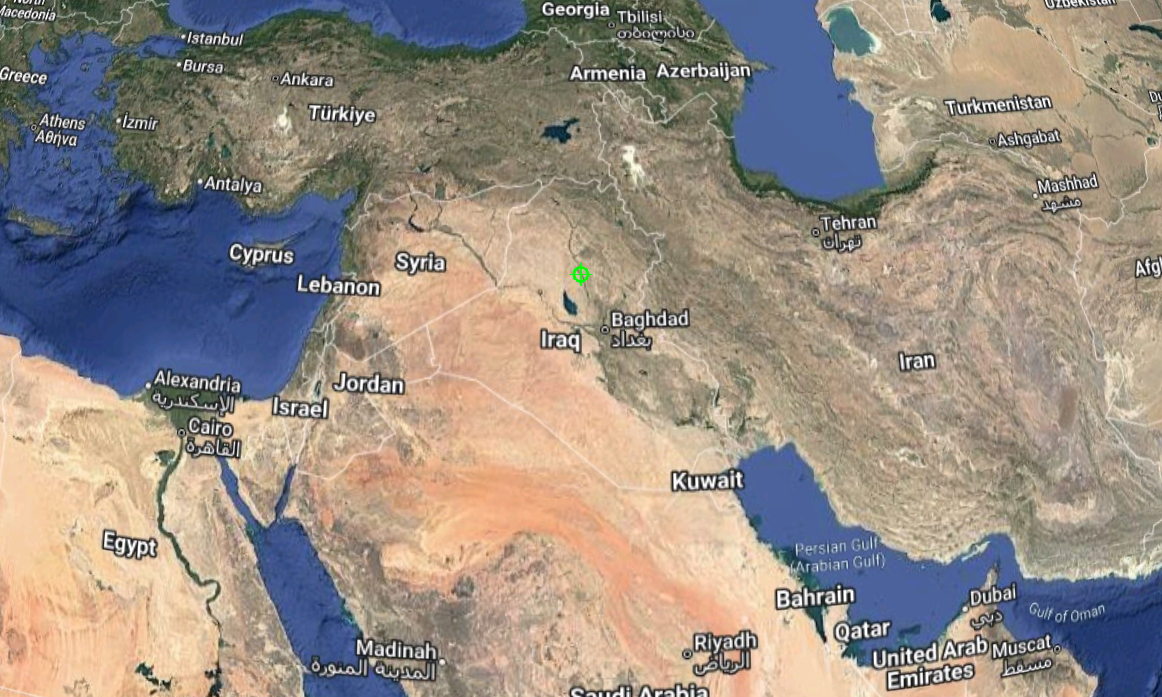 North
Macedonia
Georgia
Tbilisi
თბილისი
Uzbekistan
Istanbul
Greece
Bursa
Ankara
Armenia
Azerbaijan
Athens
Αθήνα
İzmir
Türkiye
Turkmenistan
Ashgabat
Antalya
Mashhad
مشهد
Tehran
تهران
Cyprus
Syria
Lebanon
Baghdad
بغداد
Iraq
Iran
Alexandria
الإسكندرية
Jordan
Israel
Cairo
القاهرة
Kuwait
Egypt
Persian Gulf
(Arabian Gulf)
Bahrain
Dubai
دبي
Gulf of Oman
Qatar
Riyadh
الرياض
Madinah
المدينة المنورة
United Arab
Emirates
Muscat
مسقط
Saudi Arabia